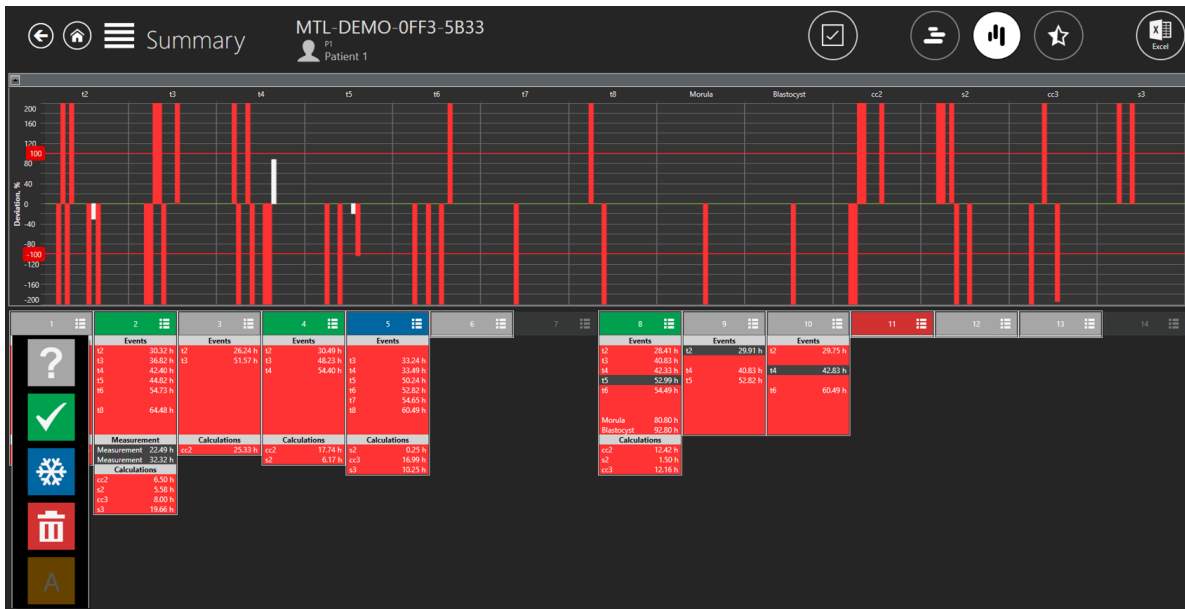 Summary
MTL-DEMO-0FF3-5B33
P1
Patient 1
X
Excel
t2 t3 t4 t5 t6 t7 t8 Morula Blastocyst cc2 s2 cc3 s3
Deviation, %
200
160
120
100
80
40
0
-40
-80
-100
-120
-160
-200
1 2 3 4 5 6 7 8 9 10 11 12 13 14
?
A
Events
t2 30.32 h
t3 36.82 h
t4 42.40 h
t5 44.82 h
t6 54.73 h
t8 64.48 h
Measurement
Measurement 22.49 h
Measurement 32.32 h
Calculations
cc2 6.50 h
s2 5.58 h
cc3 8.00 h
s3 19.66 h
Events
t2 26.24 h
t3 51.57 h
Calculations
cc2 25.33 h
Events
t2 30.49 h
t3 48.23 h
t4 54.40 h
Calculations
cc2 17.74 h
s2 6.17 h
Events
t3 33.24 h
t4 33.49 h
t5 50.24 h
t6 52.82 h
t7 54.65 h
t8 60.49 h
Calculations
s2 0.25 h
cc3 16.99 h
s3 10.25 h
Events
t2 28.41 h
t3 40.83 h
t4 42.33 h
t5 52.99 h
t6 54.49 h
Morula 80.80 h
Blastocyst 92.80 h
Calculations
cc2 12.42 h
s2 1.50 h
cc3 12.16 h
Events
t2 29.91 h
t4 40.83 h
t5 52.82 h
Events
t2 29.75 h
t4 42.83 h
t6 60.49 h